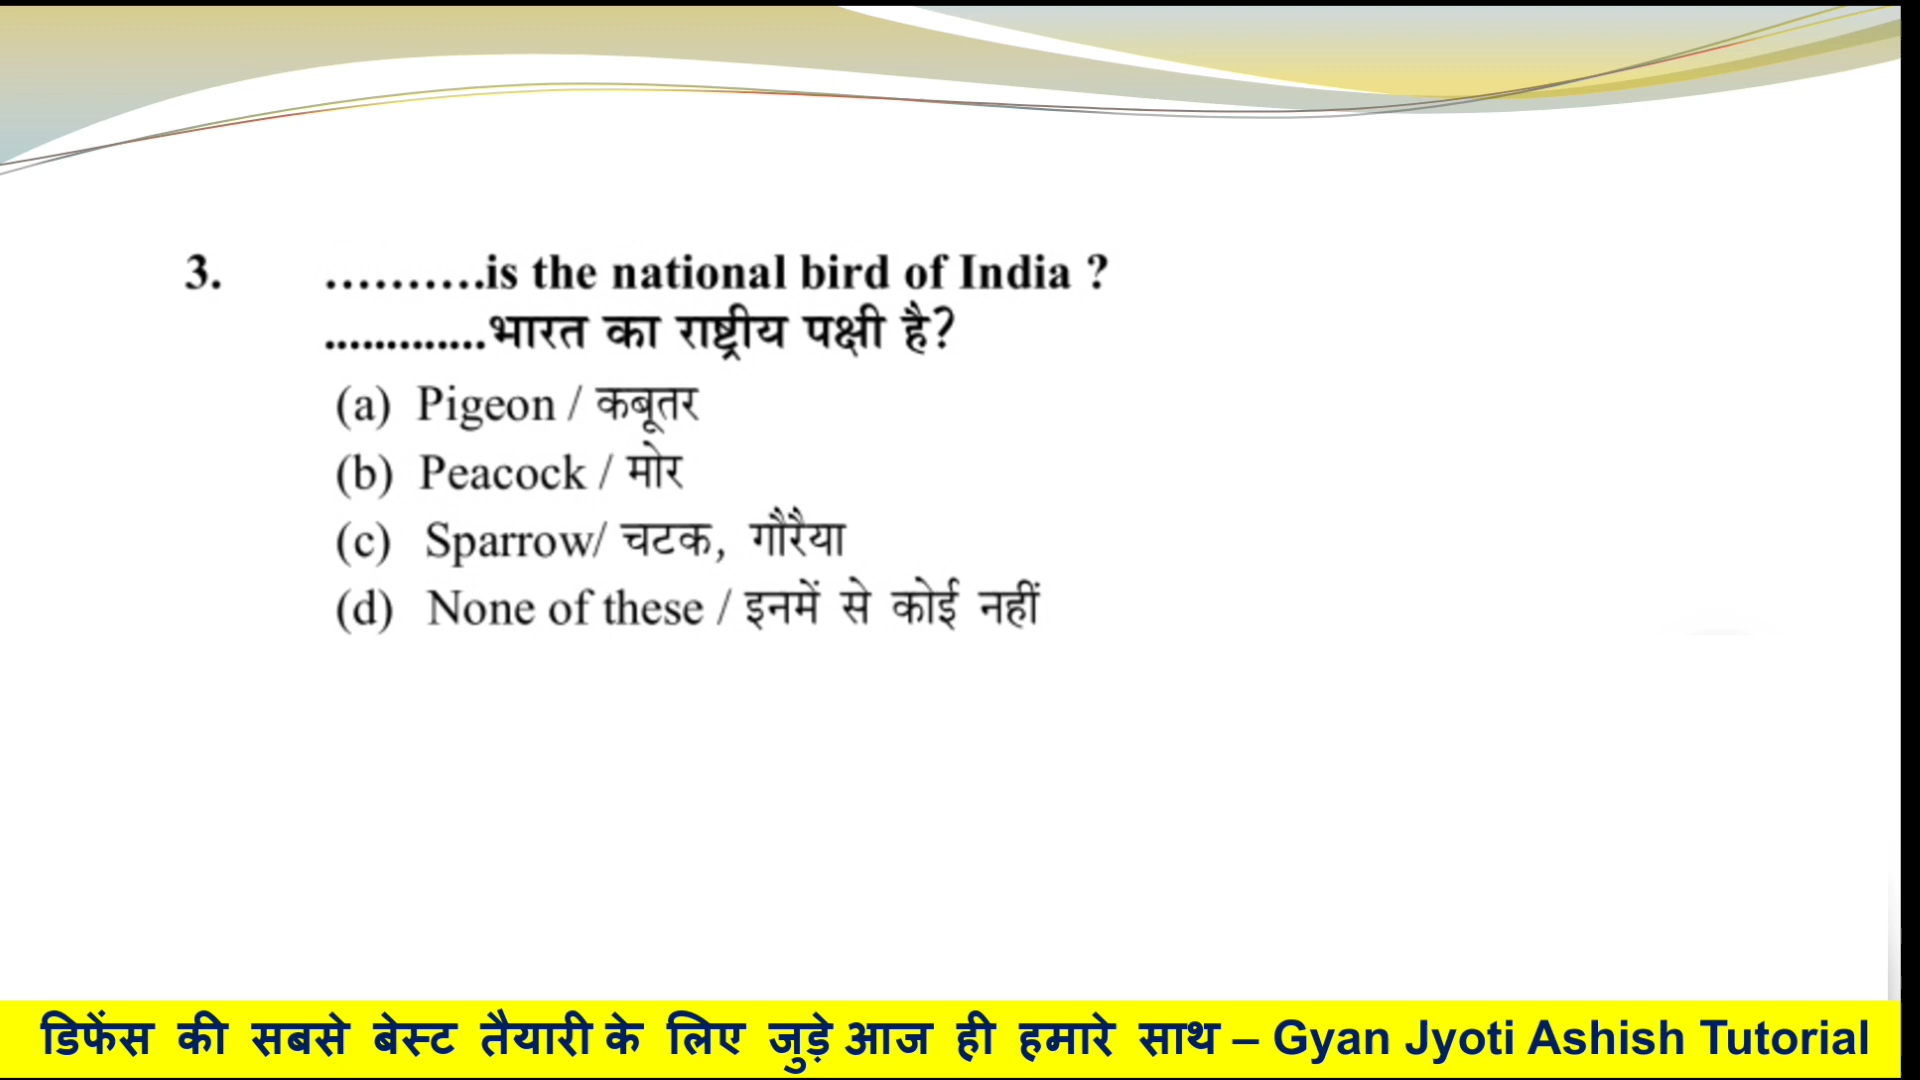 3. ..........is the national bird of India ?
.............भारत का राष्ट्रीय पक्षी है?
(a) Pigeon / कबूतर
(b) Peacock / मोर
(c) Sparrow/ चटक, गौरैया
(d) None of these / इनमें से कोई नहीं
डिफेंस की सबसे बेस्ट तैयारी के लिए जुड़े आज ही हमारे साथ – Gyan Jyoti Ashish Tutorial